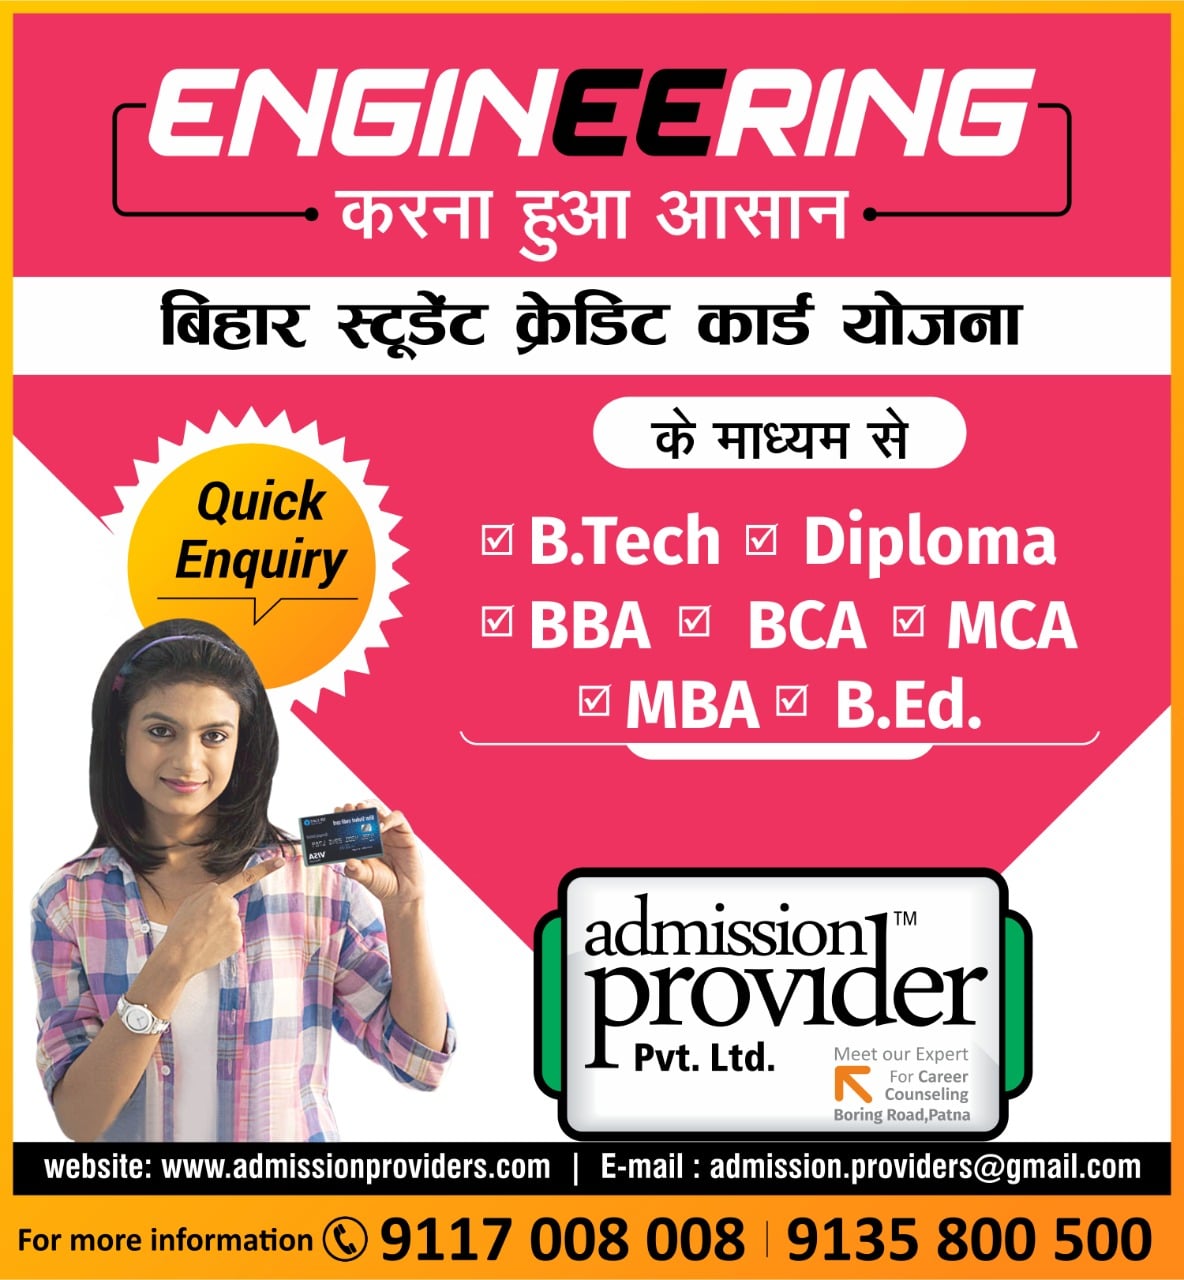 ENGINEERING
करना हुआ आसान
बिहार स्टूडेंट क्रेडिट कार्ड योजना
के माध्यम से
Quick
Enquiry
B.Tech Diploma
BBA BCA MCA
MBA B.Ed.
VISA
admission™
provider
Pvt. Ltd.
Meet our Expert
For Career
Counseling
Boring Road,Patna
website: www.admissionproviders.com | E-mail : admission.providers@gmail.com
For more information 9117 008 008 | 9135 800 500